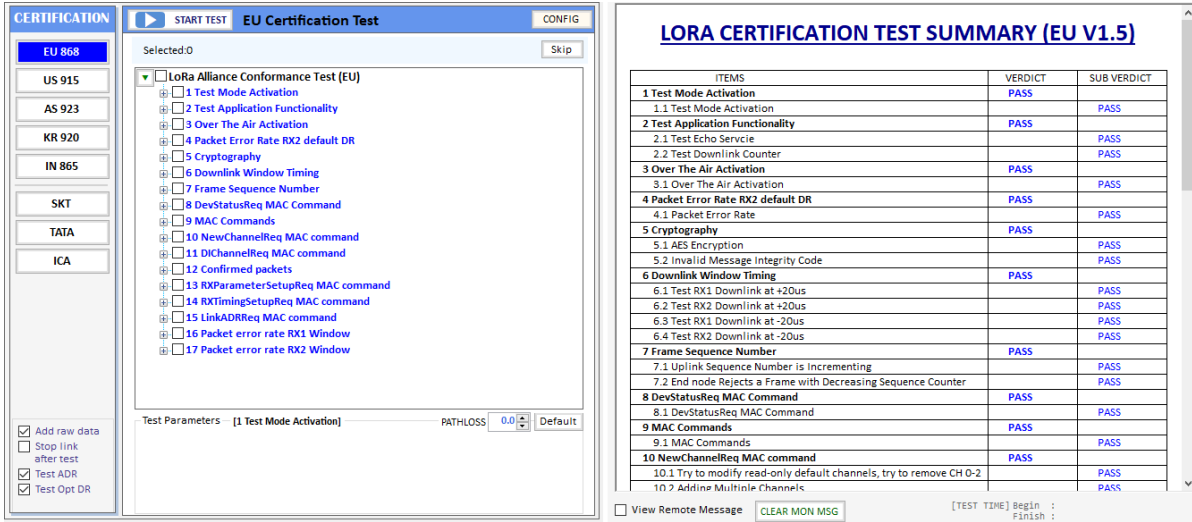 CERTIFICATION
EU 868
US 915
AS 923
KR 920
IN 865
SKT
TATA
ICA
Add raw data
Stop link
after test
Test ADR
Test Opt DR
START TEST
EU Certification Test
CONFIG
Selected:0
Skip
LoRa Alliance Conformance Test (EU)
1 Test Mode Activation
2 Test Application Functionality
3 Over The Air Activation
4 Packet Error Rate RX2 default DR
5 Cryptography
6 Downlink Window Timing
7 Frame Sequence Number
8 DevStatusReq MAC Command
9 MAC Commands
10 NewChannelReq MAC command
11 DIChannelReq MAC command
12 Confirmed packets
13 RXParameterSetupReq MAC command
14 RXTimingSetupReq MAC command
15 LinkADRReq MAC command
16 Packet error rate RX1 Window
17 Packet error rate RX2 Window
Test Parameters [1 Test Mode Activation] PATHLOSS 0.0 Default
LORA CERTIFICATION TEST SUMMARY (EU V1.5)
ITEMS VERDICT SUB VERDICT
1 Test Mode Activation PASS
1.1 Test Mode Activation PASS
2 Test Application Functionality PASS
2.1 Test Echo Servcie PASS
2.2 Test Downlink Counter PASS
3 Over The Air Activation PASS
3.1 Over The Air Activation PASS
4 Packet Error Rate RX2 default DR PASS
4.1 Packet Error Rate PASS
5 Cryptography PASS
5.1 AES Encryption PASS
5.2 Invalid Message Integrity Code PASS
6 Downlink Window Timing PASS
6.1 Test RX1 Downlink at +20us PASS
6.2 Test RX2 Downlink at +20us PASS
6.3 Test RX1 Downlink at -20us PASS
6.4 Test RX2 Downlink at -20us PASS
7 Frame Sequence Number PASS
7.1 Uplink Sequence Number is Incrementing PASS
7.2 End node Rejects a Frame with Decreasing Sequence Counter PASS
8 DevStatusReq MAC Command PASS
8.1 DevStatusReq MAC Command PASS
9 MAC Commands PASS
9.1 MAC Commands PASS
10 NewChannelReq MAC command PASS
10.1 Try to modify read-only default channels, try to remove CH 0-2 PASS
10.2 Adding Multiple Channels PASS
View Remote Message CLEAR MON MSG
[TEST TIME] Begin :
Finish :